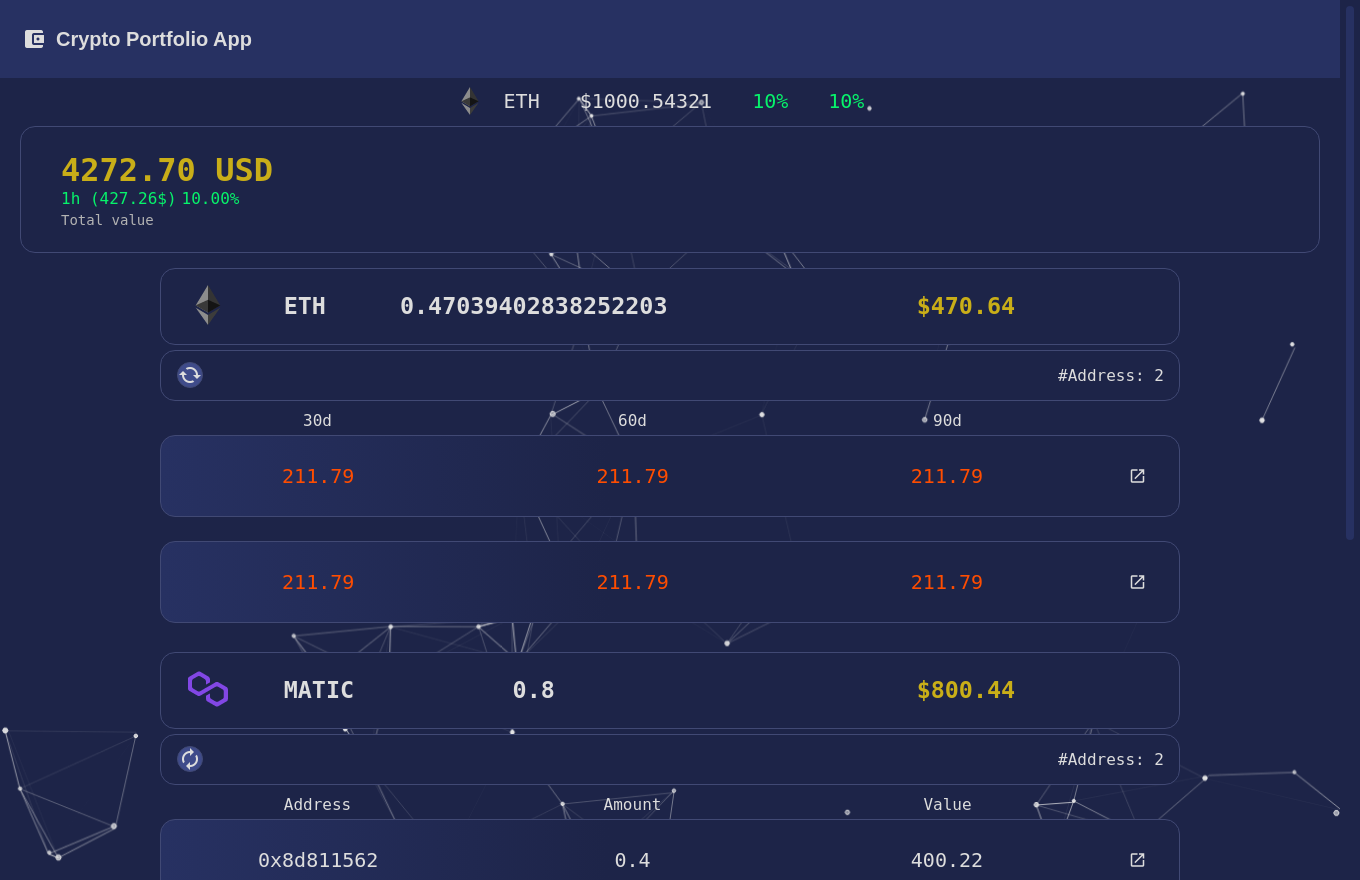 Crypto Portfolio App
ETH $1000.54321 10% 10%
4272.70 USD
1h (427.26$) 10.00%
Total value
ETH 0.47039402838252203 $470.64
#Address: 2
30d 60d 90d
211.79 211.79 211.79
211.79 211.79 211.79
MATIC 0.8 $800.44
#Address: 2
Address Amount Value
0x8d811562 0.4 400.22